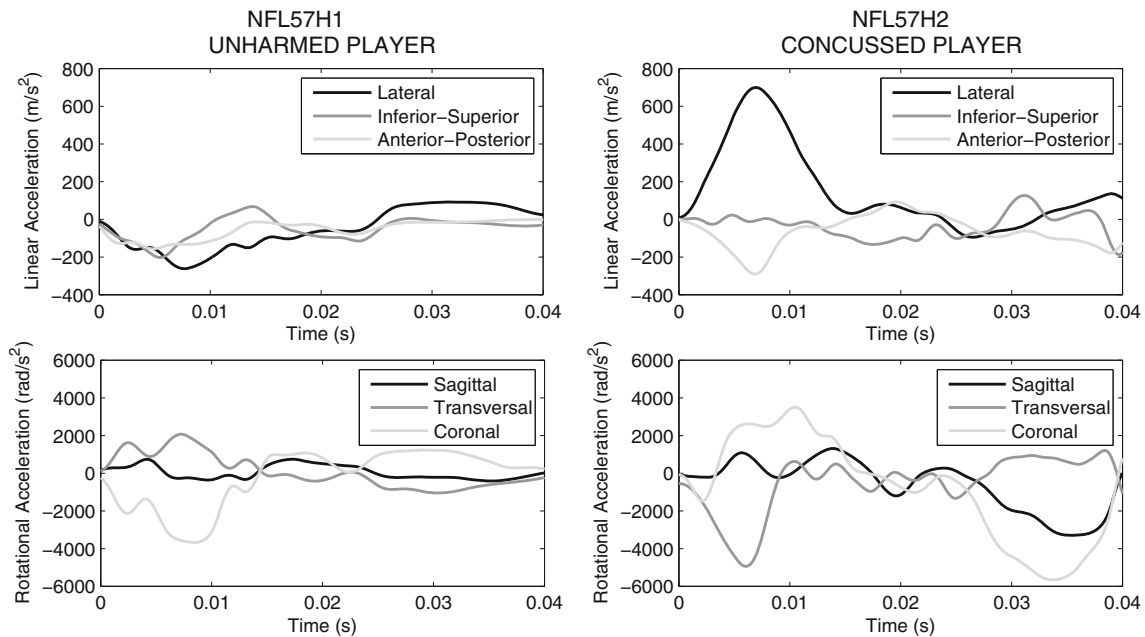 NFL57H1
UNHARMED PLAYER
800
600
400
200
0
−200
−400
Linear Acceleration (m/s²)
Lateral
Inferior−Superior
Anterior−Posterior
0 0.01 0.02 0.03 0.04
Time (s)
NFL57H2
CONCUSSED PLAYER
800
600
400
200
0
−200
−400
Linear Acceleration (m/s²)
Lateral
Inferior−Superior
Anterior−Posterior
0 0.01 0.02 0.03 0.04
Time (s)
6000
4000
2000
0
−2000
−4000
−6000
Rotational Acceleration (rad/s²)
Sagittal
Transversal
Coronal
0 0.01 0.02 0.03 0.04
Time (s)
6000
4000
2000
0
−2000
−4000
−6000
Rotational Acceleration (rad/s²)
Sagittal
Transversal
Coronal
0 0.01 0.02 0.03 0.04
Time (s)